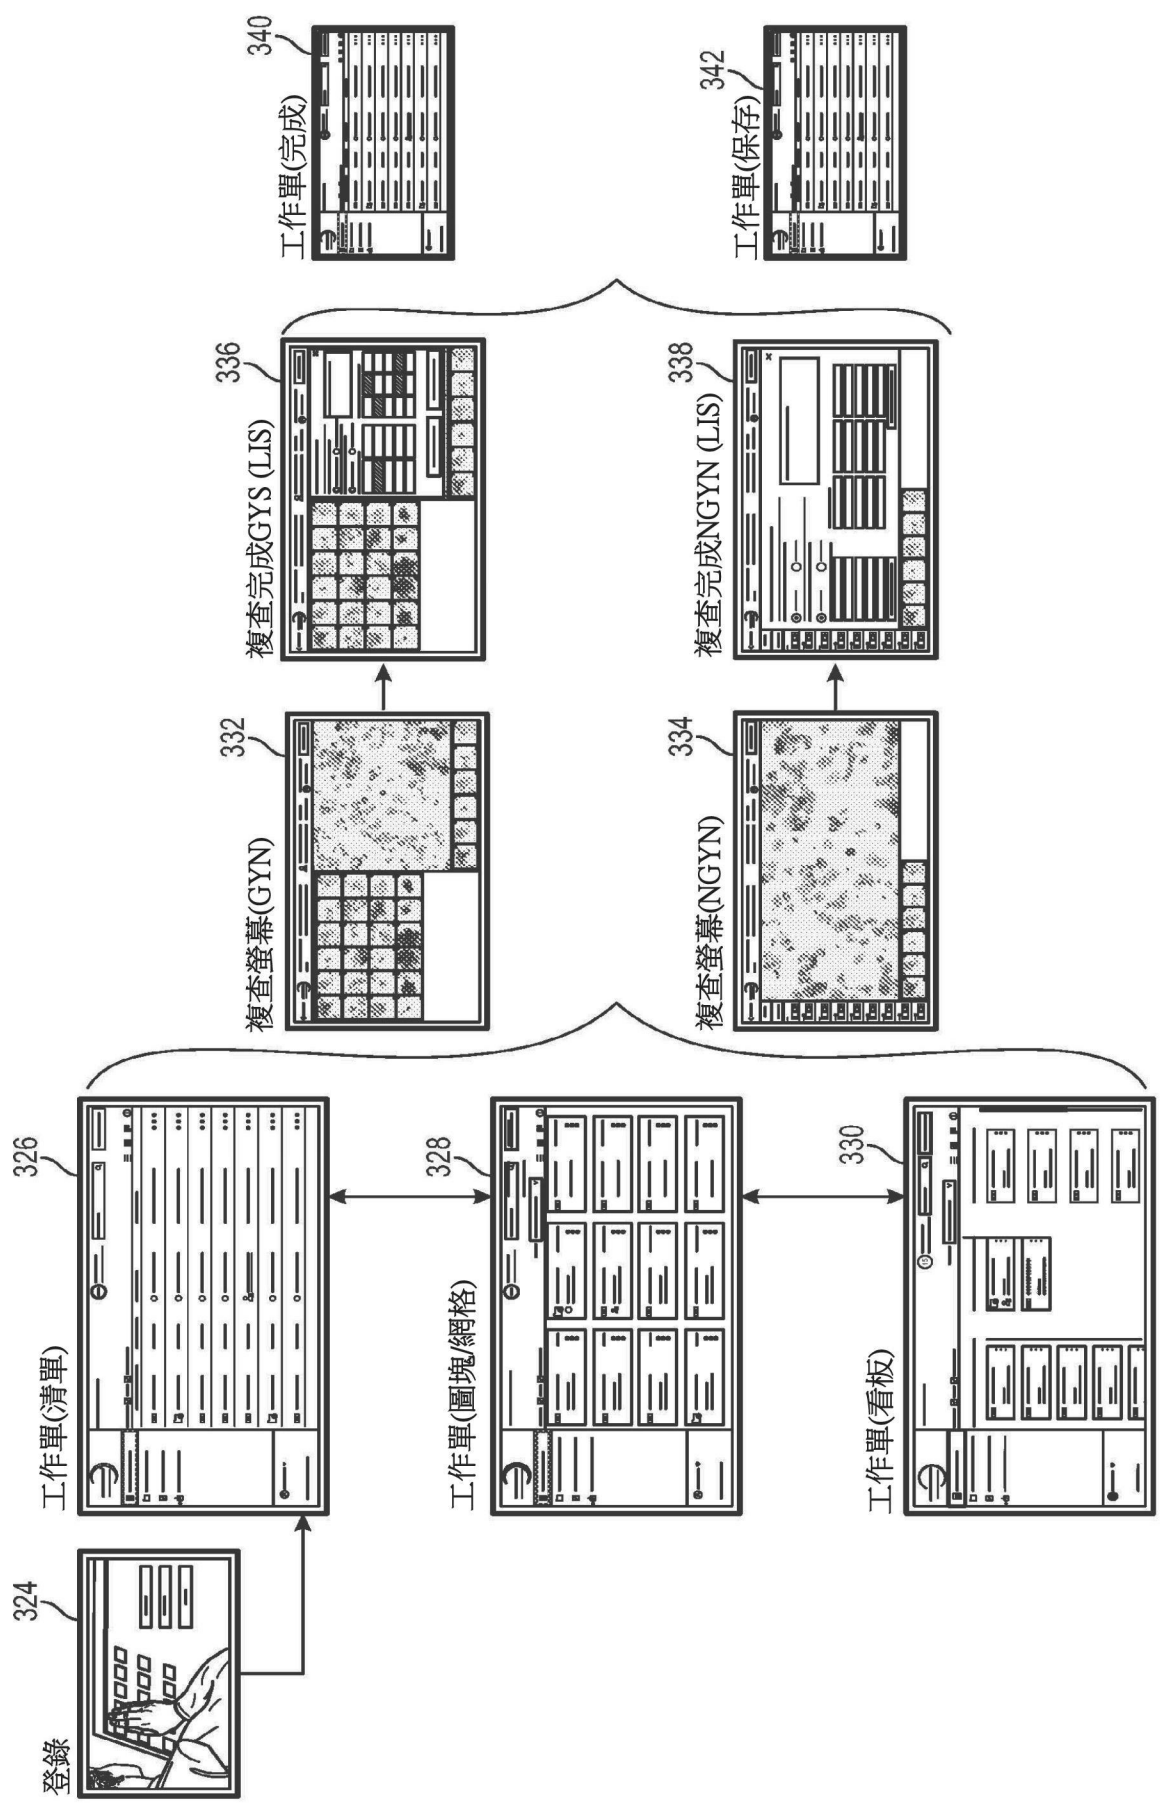 登錄
324
工作單(清單)
326
工作單(圖塊/網格)
328
工作單(看板)
330
15
複查螢幕(GYN)
332
複查螢幕(NGYN)
334
複查完成GYS (LIS)
336
複查完成NGYN (LIS)
338
工作單(完成)
340
工作單(保存)
342